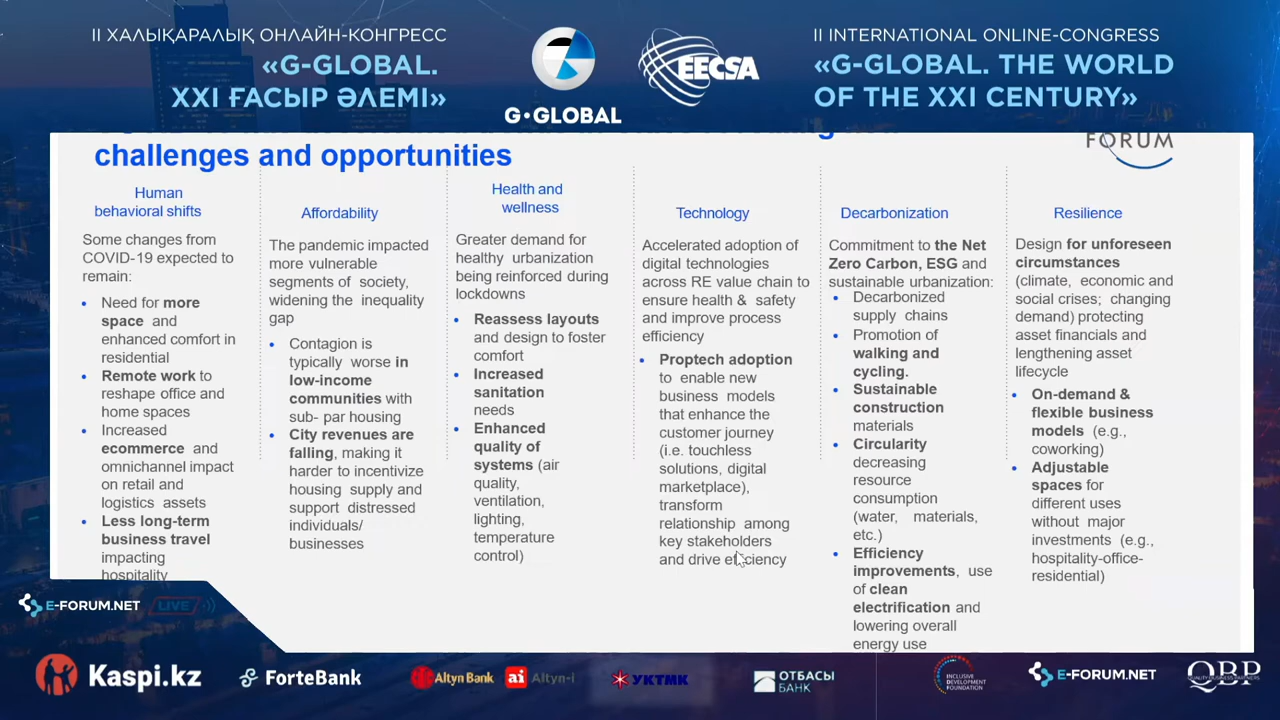 II ХАЛЫҚАРАЛЫҚ ОНЛАЙН-КОНГРЕСС
«G-GLOBAL.
XXI ҒАСЫР ӘЛЕМІ»
G·GLOBAL
EECSA
II INTERNATIONAL ONLINE-CONGRESS
«G-GLOBAL. THE WORLD
OF THE XXI CENTURY»
challenges and opportunities
FORUM
Human
behavioral shifts
Some changes from
COVID-19 expected to
remain:
• Need for more
space and
enhanced comfort in
residential
• Remote work to
reshape office and
home spaces
• Increased
ecommerce and
omnichannel impact
on retail and
logistics assets
• Less long-term
business travel
impacting
hospitality
Affordability
The pandemic impacted
more vulnerable
segments of society,
widening the inequality
gap
• Contagion is
typically worse in
low-income
communities with
sub- par housing
• City revenues are
falling, making it
harder to incentivize
housing supply and
support distressed
individuals/
businesses
Health and
wellness
Greater demand for
healthy urbanization
being reinforced during
lockdowns
• Reassess layouts
and design to foster
comfort
• Increased
sanitation
needs
• Enhanced
quality of
systems (air
quality,
ventilation,
lighting,
temperature
control)
Technology
Accelerated adoption of
digital technologies
across RE value chain to
ensure health & safety
and improve process
efficiency
• Proptech adoption
to enable new
business models
that enhance the
customer journey
(i.e. touchless
solutions, digital
marketplace),
transform
relationship among
key stakeholders
and drive efficiency
Decarbonization
Commitment to the Net
Zero Carbon, ESG and
sustainable urbanization:
• Decarbonized
supply chains
• Promotion of
walking and
cycling.
• Sustainable
construction
materials
• Circularity
decreasing
resource
consumption
(water, materials,
etc.)
• Efficiency
improvements, use
of clean
electrification and
lowering overall
energy use
Resilience
Design for unforeseen
circumstances
(climate, economic and
social crises; changing
demand) protecting
asset financials and
lengthening asset
lifecycle
• On-demand &
flexible business
models (e.g.,
coworking)
• Adjustable
spaces for
different uses
without major
investments (e.g.,
hospitality-office-
residential)
E-FORUM.NET LIVE
Kaspi.kz
ForteBank
Altyn Bank
ai Altyn-i
УКТМК
ОТБАСЫ
БАНК
INCLUSIVE
DEVELOPMENT
FOUNDATION
E-FORUM.NET
QBP
QUALITY BUSINESS PARTNERS